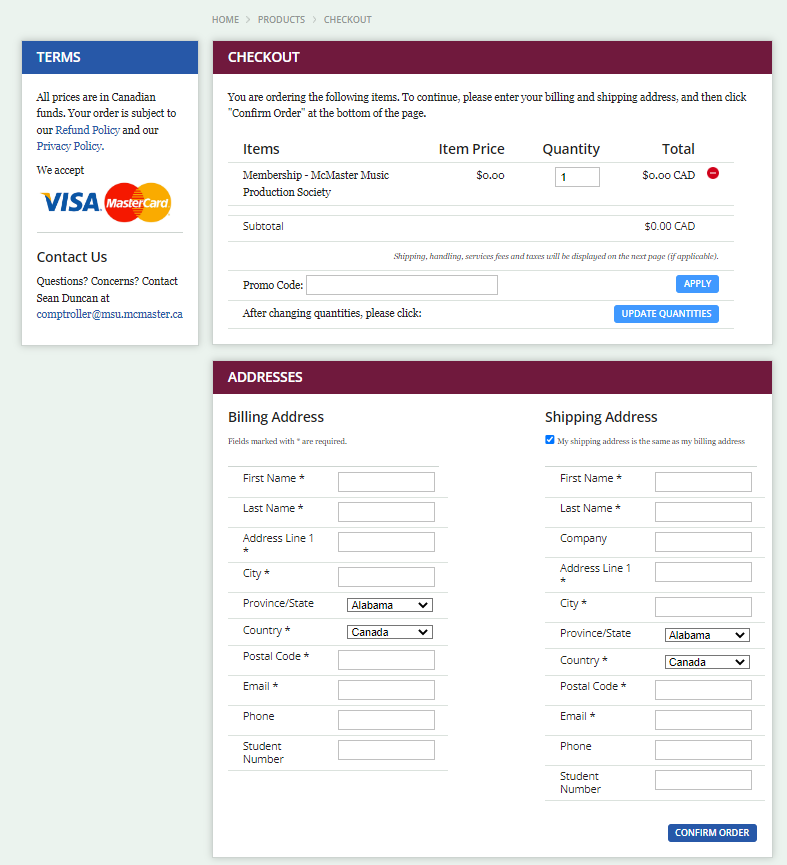 HOME > PRODUCTS > CHECKOUT
TERMS
All prices are in Canadian
funds. Your order is subject to
our Refund Policy and our
Privacy Policy.
We accept
VISA MasterCard
Contact Us
Questions? Concerns? Contact
Sean Duncan at
comptroller@msu.mcmaster.ca
CHECKOUT
You are ordering the following items. To continue, please enter your billing and shipping address, and then click
"Confirm Order" at the bottom of the page.
Items Item Price Quantity Total
Membership - McMaster Music $0.00 1 $0.00 CAD
Production Society
Subtotal $0.00 CAD
Shipping, handling, services fees and taxes will be displayed on the next page (if applicable).
Promo Code: APPLY
After changing quantities, please click: UPDATE QUANTITIES
ADDRESSES
Billing Address
Fields marked with * are required.
First Name *
Last Name *
Address Line 1
*
City *
Province/State Alabama
Country * Canada
Postal Code *
Email *
Phone
Student
Number
Shipping Address
My shipping address is the same as my billing address
First Name *
Last Name *
Company
Address Line 1
*
City *
Province/State Alabama
Country * Canada
Postal Code *
Email *
Phone
Student
Number
CONFIRM ORDER